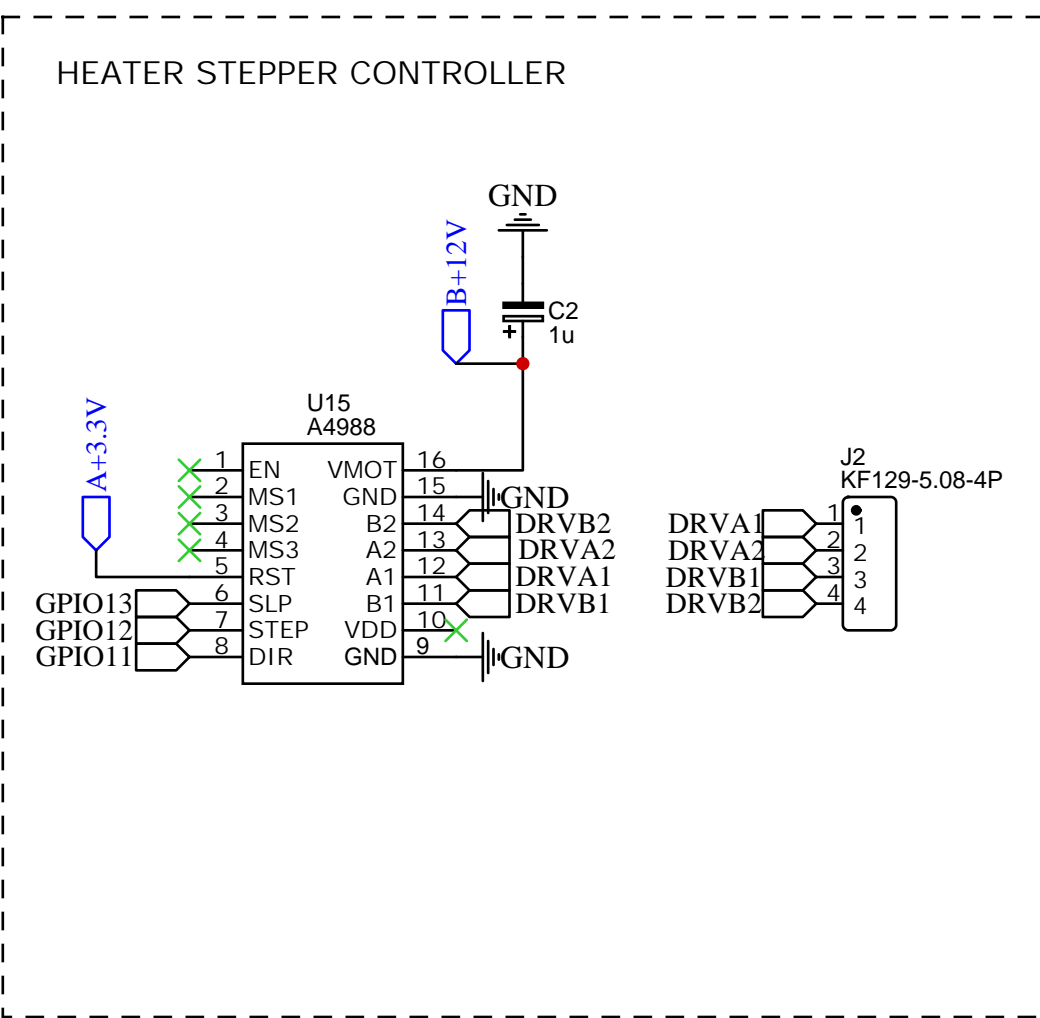 HEATER STEPPER CONTROLLER
GND
B+12V
C2
+
1u
A+3.3V
U15
A4988
1 EN VMOT 16
2 MS1 GND 15 GND
3 MS2 B2 14 DRVB2
4 MS3 A2 13 DRVA2
5 RST A1 12 DRVA1
GPIO13 6 SLP B1 11 DRVB1
GPIO12 7 STEP VDD 10
GPIO11 8 DIR GND 9 GND
J2
KF129-5.08-4P
DRVA1 1 1
DRVA2 2 2
DRVB1 3 3
DRVB2 4 4